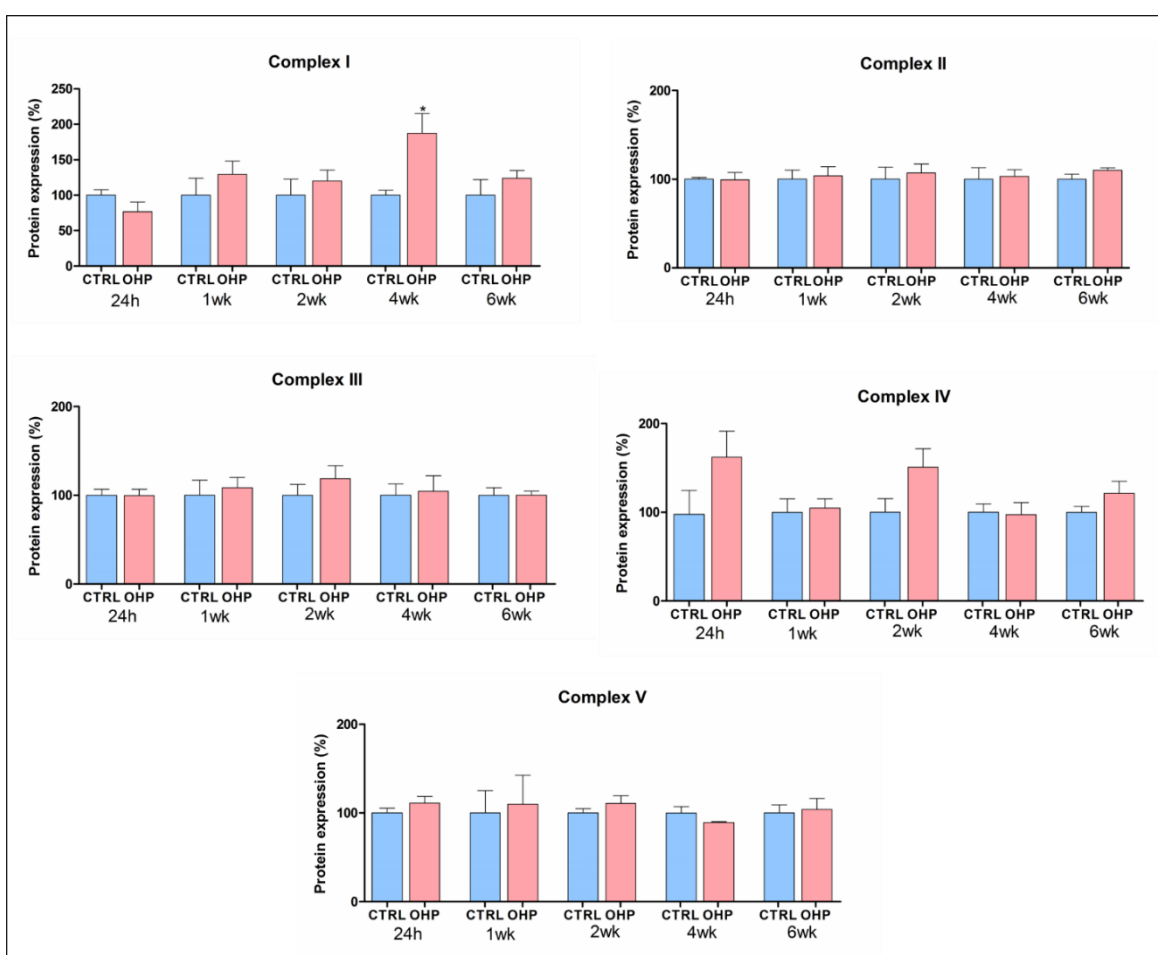 Complex I
Protein expression (%)
250
200
150
100
50
0
*
CTRL OHP CTRL OHP CTRL OHP CTRL OHP CTRL OHP
24h 1wk 2wk 4wk 6wk
Complex II
Protein expression (%)
200
100
0
CTRL OHP CTRL OHP CTRL OHP CTRL OHP CTRL OHP
24h 1wk 2wk 4wk 6wk
Complex III
Protein expression (%)
200
100
0
CTRL OHP CTRL OHP CTRL OHP CTRL OHP CTRL OHP
24h 1wk 2wk 4wk 6wk
Complex IV
Protein expression (%)
200
100
0
CTRL OHP CTRL OHP CTRL OHP CTRL OHP CTRL OHP
24h 1wk 2wk 4wk 6wk
Complex V
Protein expression (%)
200
100
0
CTRL OHP CTRL OHP CTRL OHP CTRL OHP CTRL OHP
24h 1wk 2wk 4wk 6wk